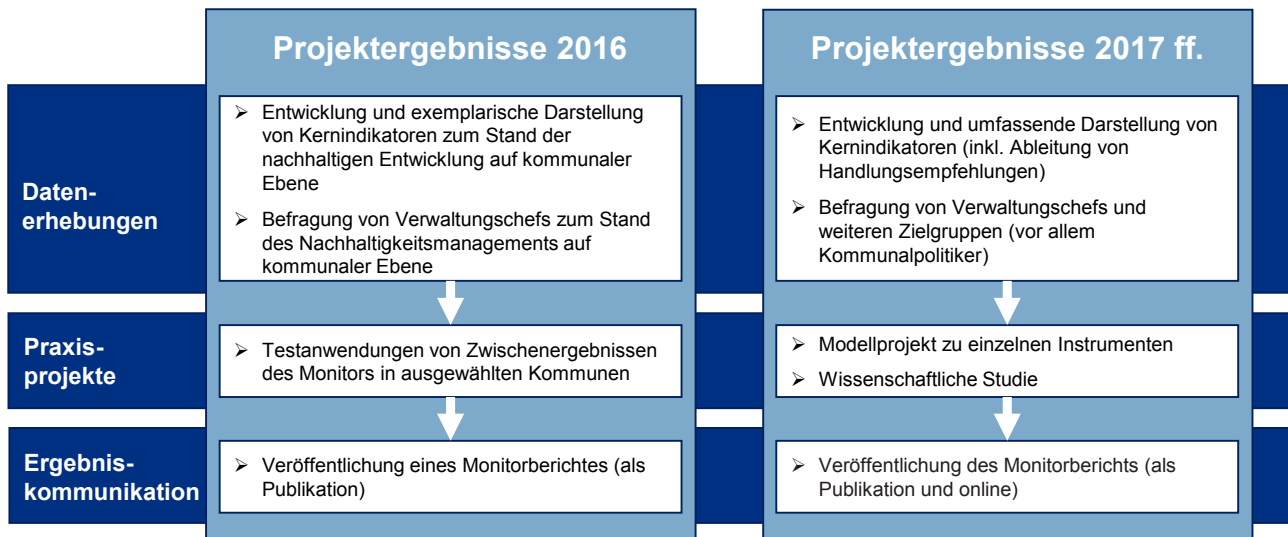 Projektergebnisse 2016
Projektergebnisse 2017 ff.
Daten-
erhebungen
➢ Entwicklung und exemplarische Darstellung
von Kernindikatoren zum Stand der
nachhaltigen Entwicklung auf kommunaler
Ebene
➢ Befragung von Verwaltungschefs zum Stand
des Nachhaltigkeitsmanagements auf
kommunaler Ebene
➢ Entwicklung und umfassende Darstellung von
Kernindikatoren (inkl. Ableitung von
Handlungsempfehlungen)
➢ Befragung von Verwaltungschefs und
weiteren Zielgruppen (vor allem
Kommunalpolitiker)
Praxis-
projekte
➢ Testanwendungen von Zwischenergebnissen
des Monitors in ausgewählten Kommunen
➢ Modellprojekt zu einzelnen Instrumenten
➢ Wissenschaftliche Studie
Ergebnis-
kommunikation
➢ Veröffentlichung eines Monitorberichtes (als
Publikation)
➢ Veröffentlichung des Monitorberichts (als
Publikation und online)